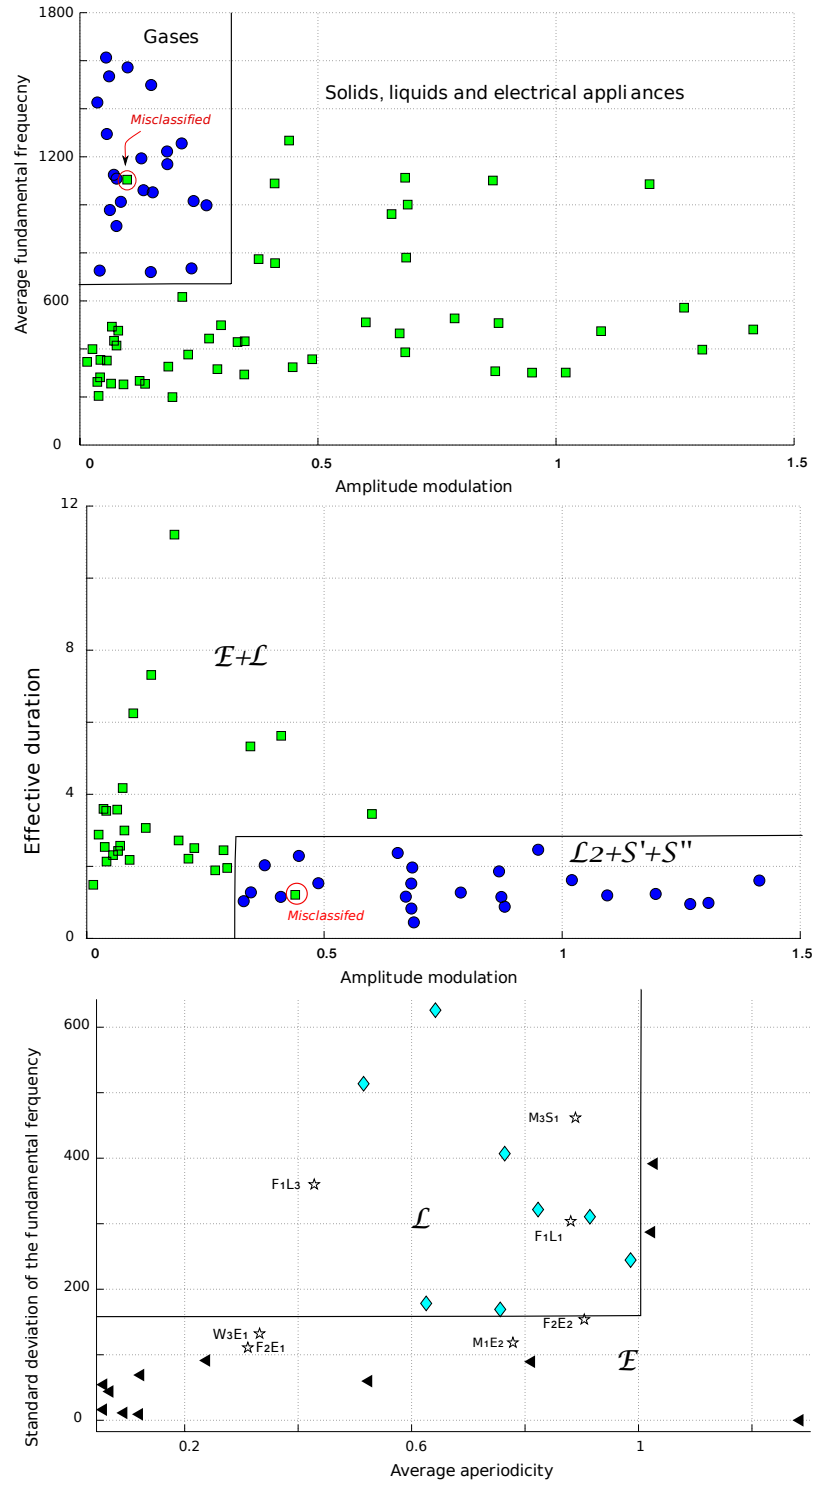 1800
Gases
Solids, liquids and electrical appliances
Misclassified
1200
Average fundamental frequecny
600
0
0 0.5 1 1.5
Amplitude modulation
12
E+L
8
Effective duration
4
L2+S'+S"
Misclassifed
0
0 0.5 1 1.5
Amplitude modulation
600
M3S1
400
F1L3
L
F1L1
Standard deviation of the fundamental ferquency
200
F2E2
W3E1
F2E1
M1E2
E
0
0.2 0.6 1
Average aperiodicity